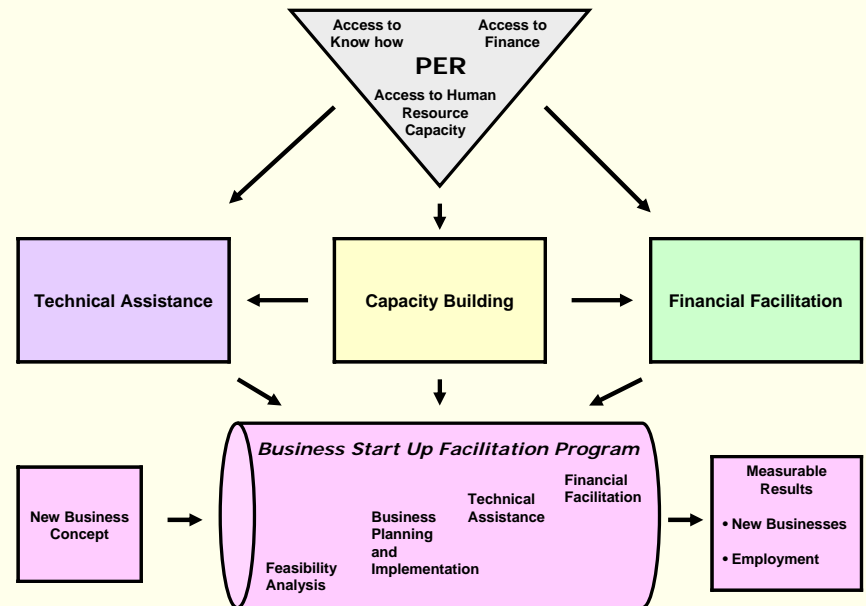 Access to
Know how
Access to
Finance
PER
Access to Human
Resource
Capacity
Technical Assistance
Capacity Building
Financial Facilitation
Business Start Up Facilitation Program
New Business
Concept
Feasibility
Analysis
Business
Planning
and
Implementation
Technical
Assistance
Financial
Facilitation
Measurable
Results
• New Businesses
• Employment